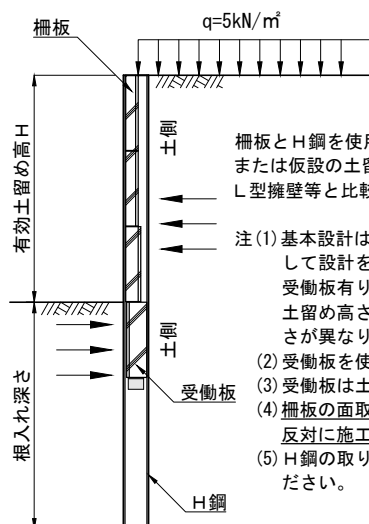 柵板
q=5kN/㎡
有効土留め高H
土側
柵板とH鋼を使用
または仮設の土留
L型擁壁等と比較
注(1)基本設計は
して設計を
受働板有り
土留め高さ
さが異なり
(2)受働板を使
(3)受働板は土
(4)柵板の面取
反対に施工
(5)H鋼の取り
ださい。
土側
根入れ深さ
受働板
H鋼